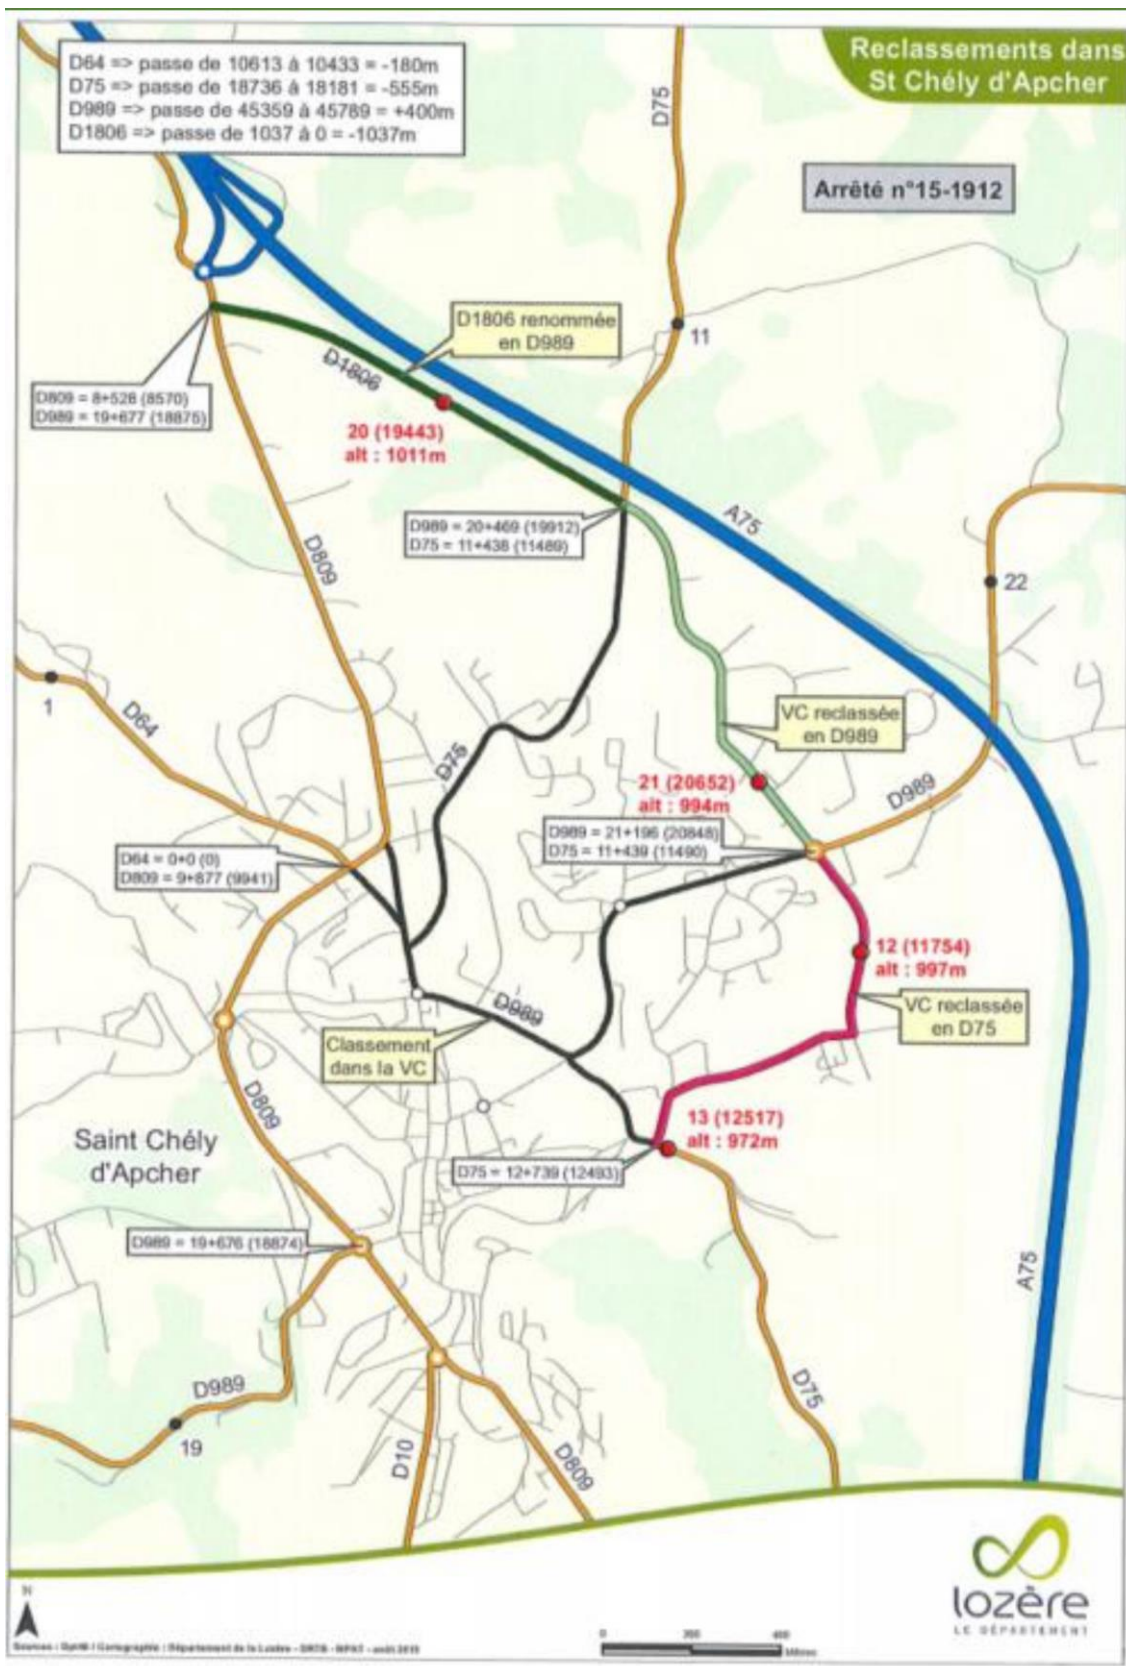 Reclassements dans
St Chély d'Apcher
D64 => passe de 10613 à 10433 = -180m
D75 => passe de 18736 à 18181 = -555m
D989 => passe de 45359 à 45789 = +400m
D1806 => passe de 1037 à 0 = -1037m
D75
Arrêté n°15-1912
D1806 renommée
en D989
11
D1806
D809 = 8+528 (8570)
D989 = 19+677 (18875)
20 (19443)
alt : 1011m
A75
D989 = 20+469 (19912)
D75 = 11+438 (11489)
D809
22
1
D64
VC reclassée
en D989
D75
21 (20652)
alt : 994m
D989
D989 = 21+196 (20848)
D75 = 11+439 (11490)
D64 = 0+0 (0)
D809 = 9+877 (9941)
12 (11754)
alt : 997m
D989
VC reclassée
en D75
Classement
dans la VC
D809
13 (12517)
alt : 972m
Saint Chély
d'Apcher
D75 = 12+739 (12493)
D989 = 19+676 (18874)
A75
D989
D75
19
D10
D809
lozère
LE DÉPARTEMENT
N
0
400
Mètres